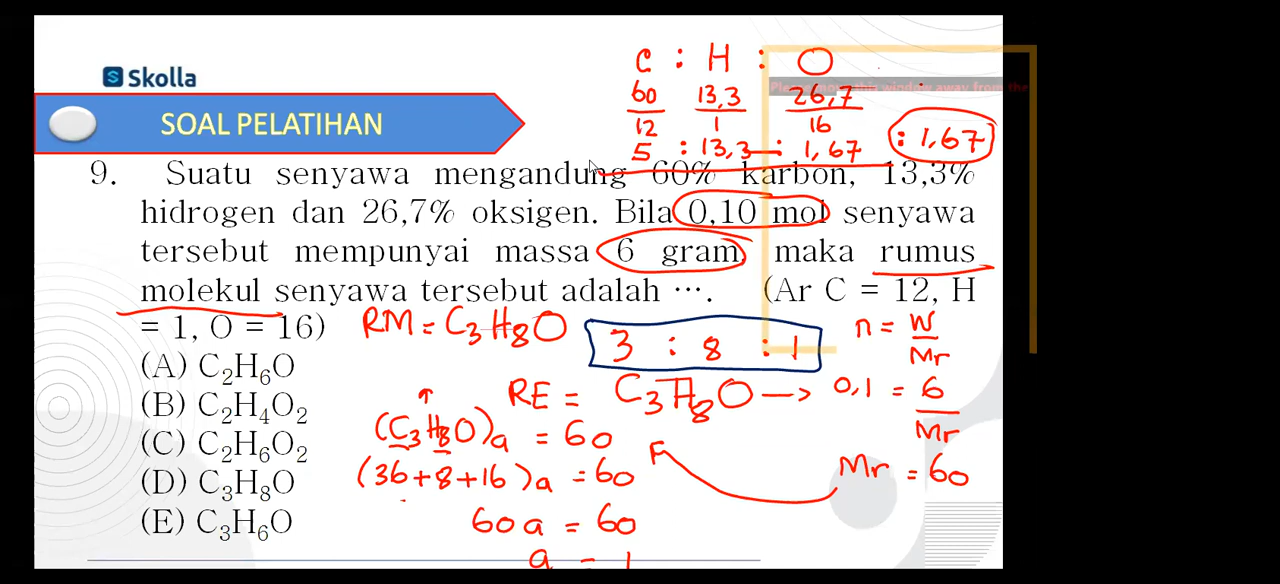 Skolla
SOAL PELATIHAN
C : H : O
60/12 13,3/1 26,7/16
5 : 13,3 : 1,67 : 1,67
9. Suatu senyawa mengandung 60% karbon, 13,3%
hidrogen dan 26,7% oksigen. Bila 0,10 mol senyawa
tersebut mempunyai massa 6 gram, maka rumus
molekul senyawa tersebut adalah .... (Ar C = 12, H
= 1, O = 16)
RM = C₃H₈O
3 : 8 : 1
n = W/Mr
(A) C₂H₆O
(B) C₂H₄O₂
(C) C₂H₆O₂
(D) C₃H₈O
(E) C₃H₆O
RE = C₃H₈O → 0,1 = 6/Mr
Mr = 60
(C₃H₈O)a = 60
(36+8+16)a = 60
60a = 60
a = 1